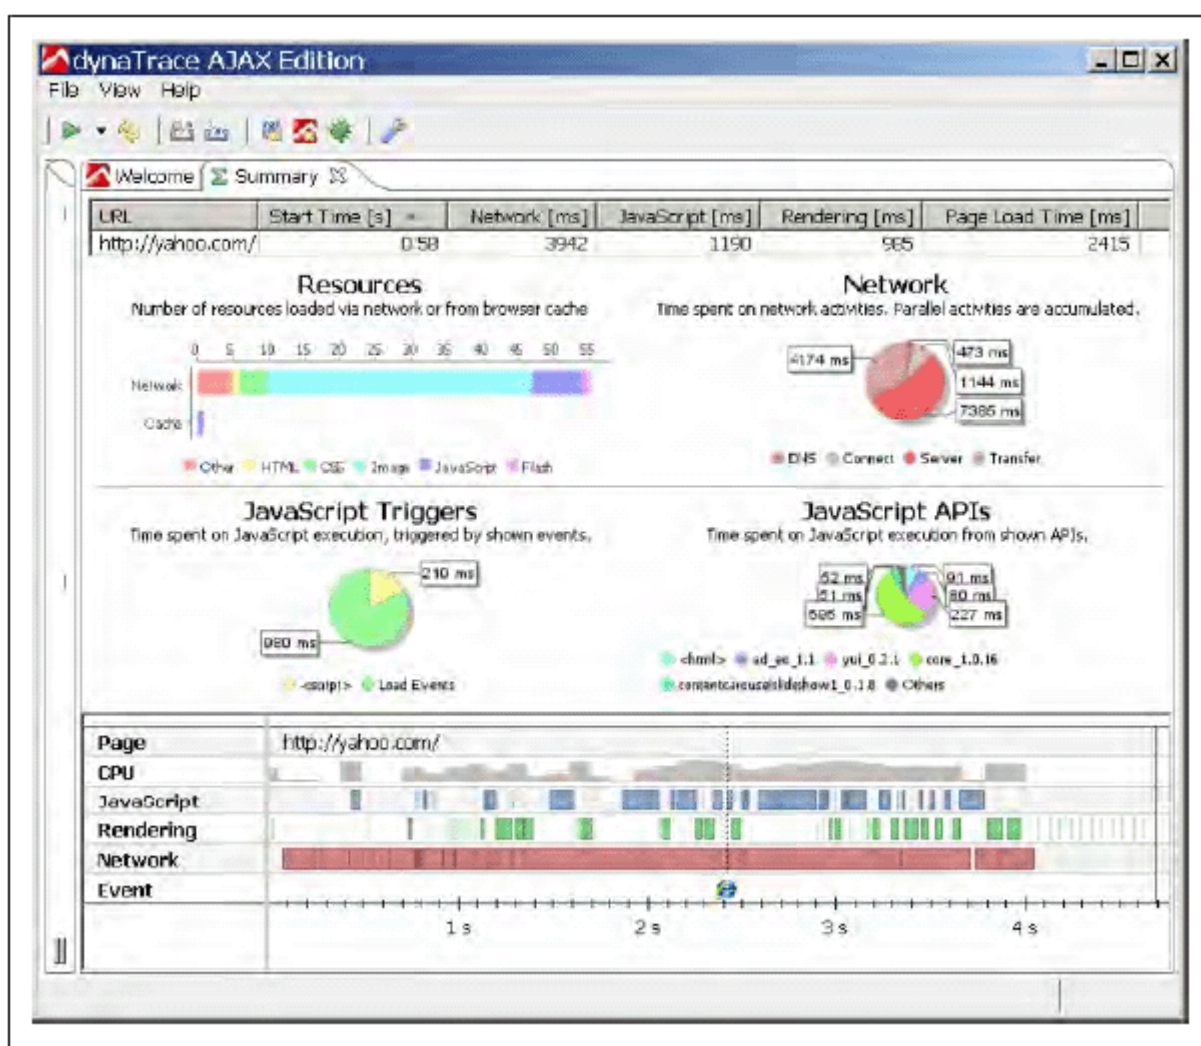 dynaTrace AJAX Edition
File View Help
Welcome Summary
URL Start Time [s] Network [ms] JavaScript [ms] Rendering [ms] Page Load Time [ms]
http://yahoo.com/ 0.58 3942 1190 985 2415
Resources
Number of resources loaded via network or from browser cache
0 5 10 15 20 25 30 35 40 45 50 55
Network
Cache
Other HTML CSS Image JavaScript Flash
Network
Time spent on network activities. Parallel activities are accumulated.
4174 ms
473 ms
1144 ms
7385 ms
DNS Connect Server Transfer
JavaScript Triggers
Time spent on JavaScript execution, triggered by shown events.
210 ms
980 ms
<script> Load Events
JavaScript APIs
Time spent on JavaScript execution from shown APIs.
52 ms
51 ms
91 ms
227 ms
core_1.0.16
Others
Page http://yahoo.com/
CPU
JavaScript
Rendering
Network
Event
1 s 2 s 3 s 4 s